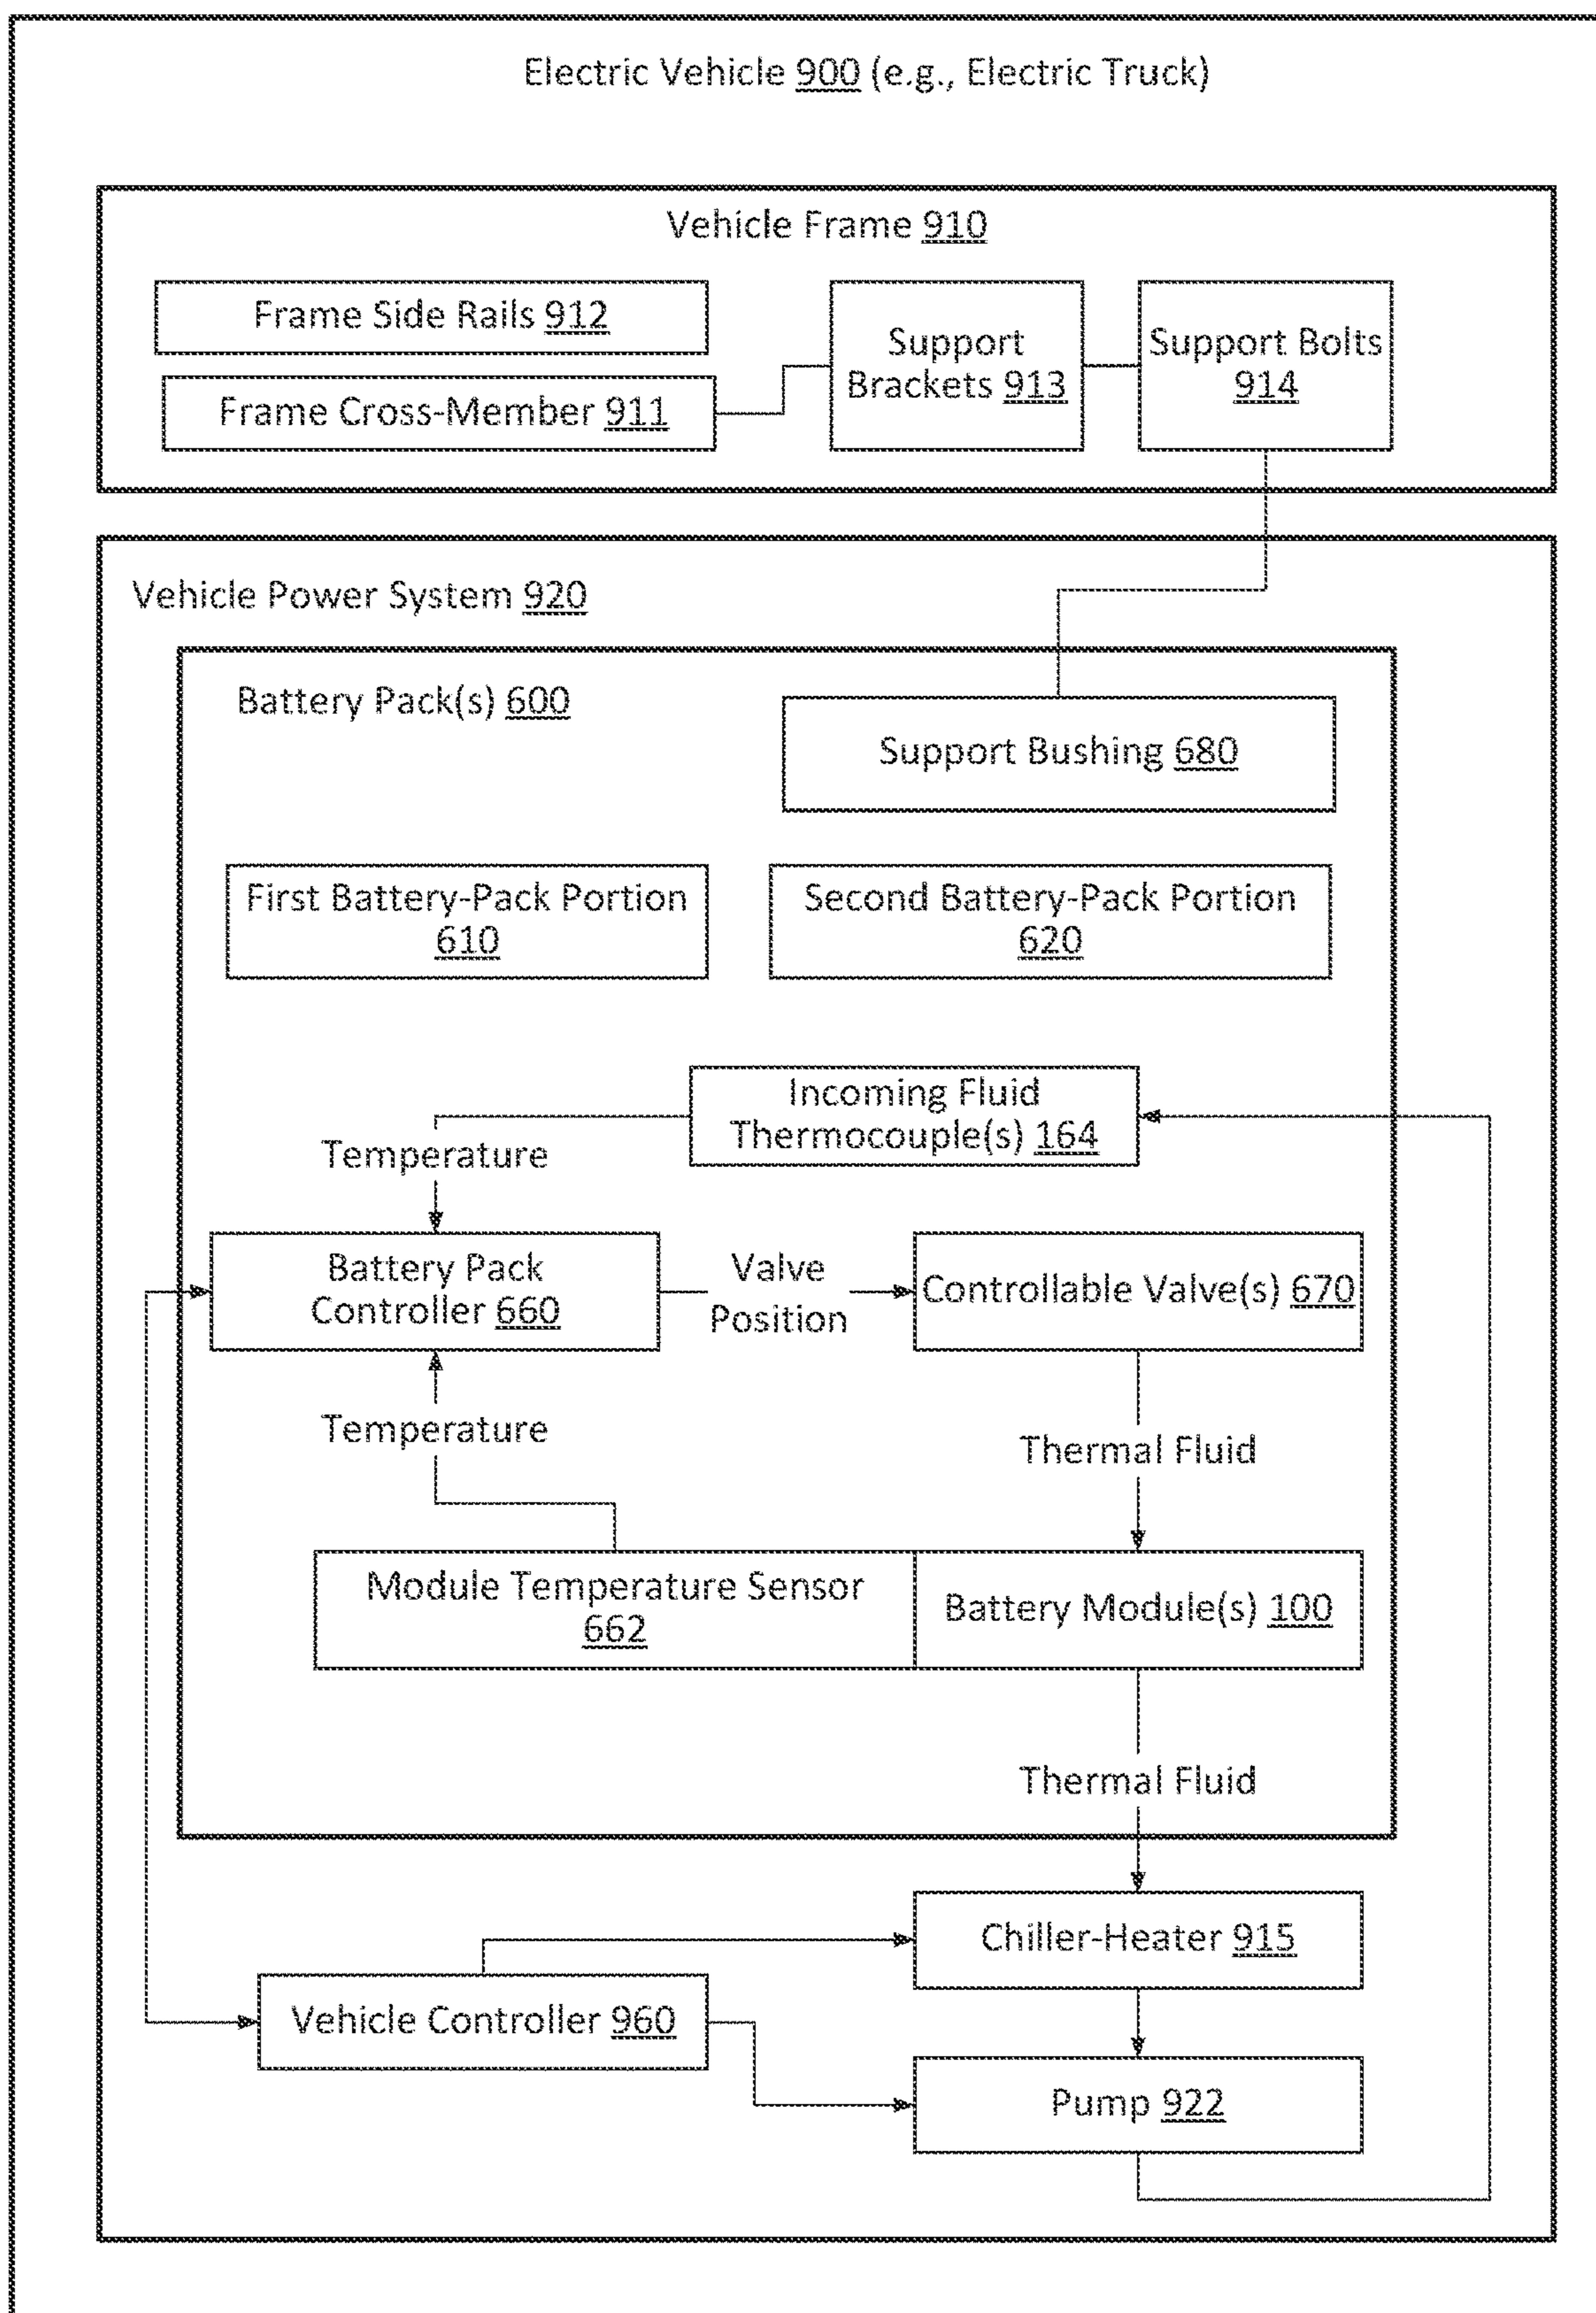 Electric Vehicle 900 (e.g., Electric Truck)
Vehicle Frame 910
Frame Side Rails 912
Frame Cross-Member 911
Support
Brackets 913
Support Bolts
914
Vehicle Power System 920
Battery Pack(s) 600
Support Bushing 680
First Battery-Pack Portion
610
Second Battery-Pack Portion
620
Incoming Fluid
Thermocouple(s) 164
Temperature
Battery Pack
Controller 660
Valve
Position
Controllable Valve(s) 670
Temperature
Thermal Fluid
Module Temperature Sensor
662
Battery Module(s) 100
Thermal Fluid
Chiller-Heater 915
Vehicle Controller 960
Pump 922